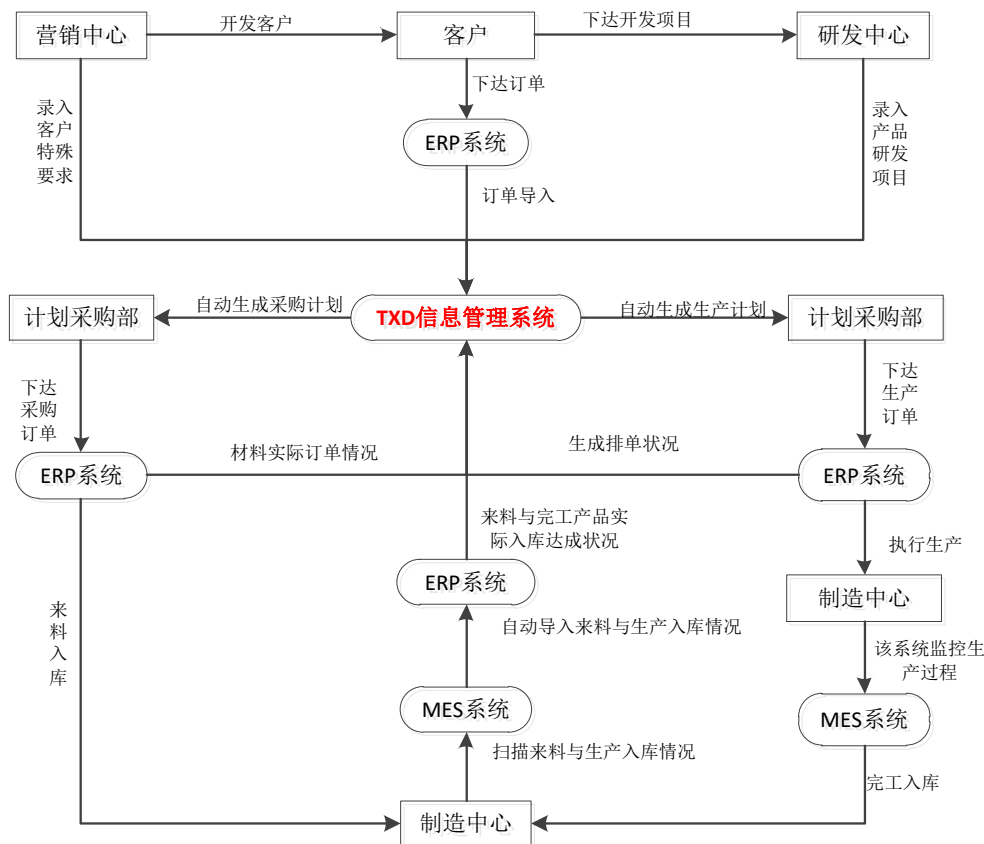 营销中心
开发客户
客户
下达开发项目
研发中心
录入
客户
特殊
要求
下达订单
录入
产品
研发
项目
ERP系统
订单导入
计划采购部
自动生成采购计划
TXD信息管理系统
自动生成生产计划
计划采购部
下达
采购
订单
下达
生产
订单
ERP系统
材料实际订单情况
生成排单状况
ERP系统
来料与完工产品实
际入库达成状况
执行生产
ERP系统
制造中心
来
料
入
库
自动导入来料与生产入库情况
该系统监控生
产过程
MES系统
MES系统
扫描来料与生产入库情况
完工入库
制造中心